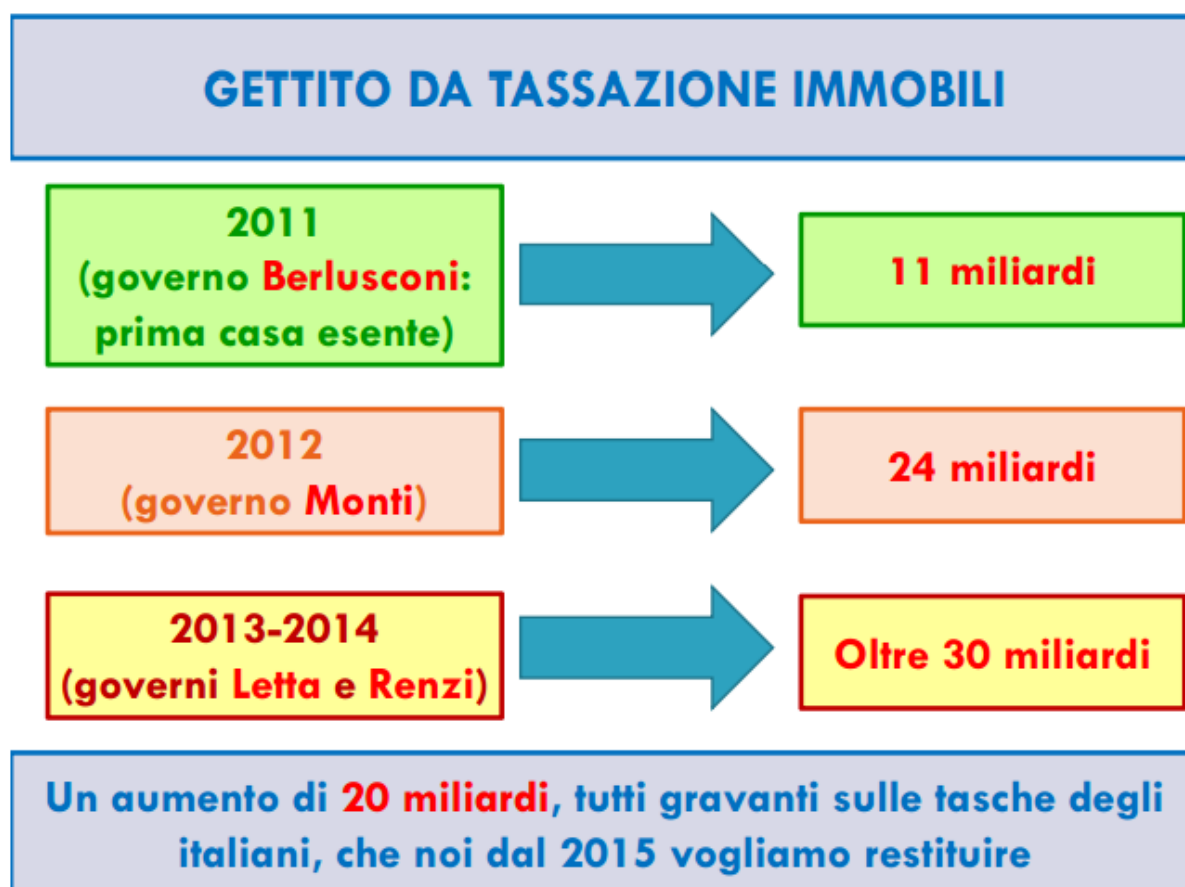 GETTITO DA TASSAZIONE IMMOBILI
2011
(governo Berlusconi:
prima casa esente)
11 miliardi
2012
(governo Monti)
24 miliardi
2013-2014
(governi Letta e Renzi)
Oltre 30 miliardi
Un aumento di 20 miliardi, tutti gravanti sulle tasche degli
italiani, che noi dal 2015 vogliamo restituire